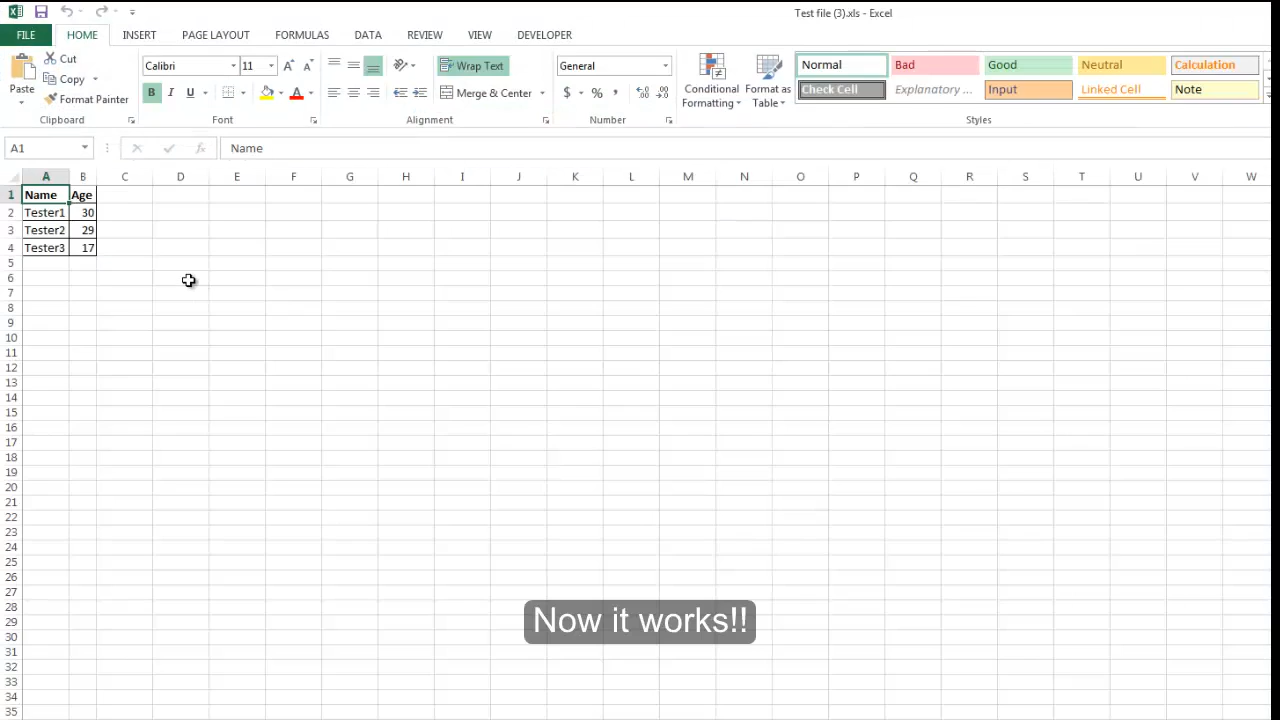 Test file (3).xls - Excel
FILE HOME INSERT PAGE LAYOUT FORMULAS DATA REVIEW VIEW DEVELOPER
Cut
Copy
Format Painter
Paste
Clipboard
Calibri 11
B I U A
Font
Wrap Text
Merge & Center
Alignment
General
$ % ,
Number
Conditional Formatting
Format as Table
Normal Bad Good Neutral Calculation
Check Cell Explanatory ... Input Linked Cell Note
Styles
A1 fx Name
A B C D E F G H I J K L M N O P Q R S T U V W
1 Name Age
2 Tester1 30
3 Tester2 29
4 Tester3 17
5
6
7
8
9
10
11
12
13
14
15
16
17
18
19
20
21
22
23
24
25
26
27
28
29
30
31
32
33
34
35
Now it works!!